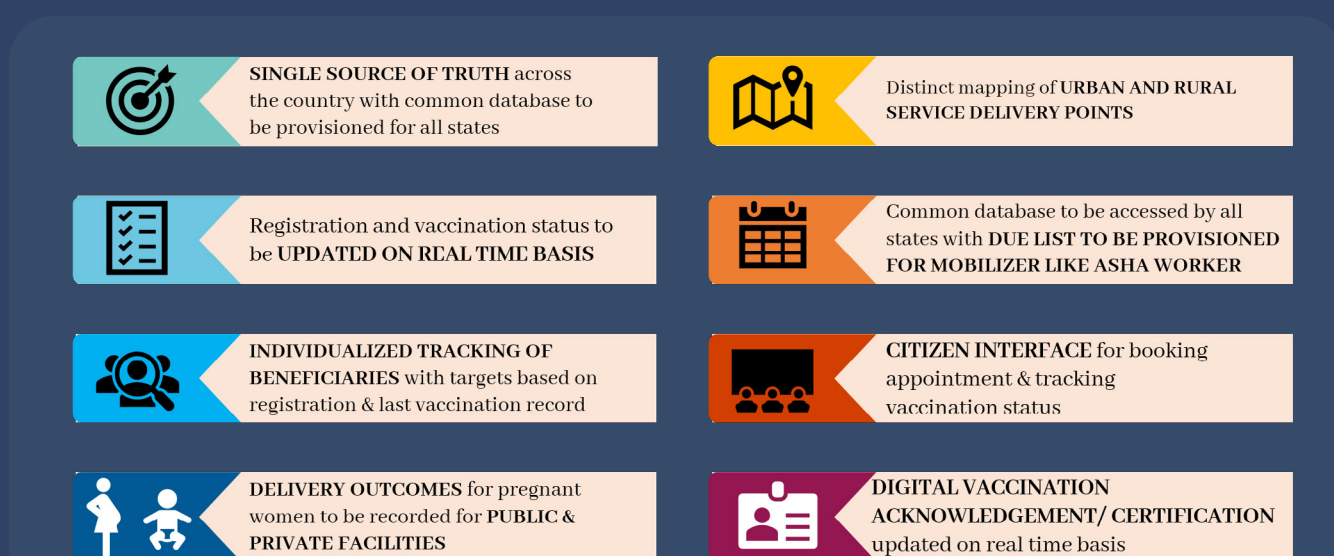 SINGLE SOURCE OF TRUTH across
the country with common database to
be provisioned for all states
Distinct mapping of URBAN AND RURAL
SERVICE DELIVERY POINTS
Registration and vaccination status to
be UPDATED ON REAL TIME BASIS
Common database to be accessed by all
states with DUE LIST TO BE PROVISIONED
FOR MOBILIZER LIKE ASHA WORKER
INDIVIDUALIZED TRACKING OF
BENEFICIARIES with targets based on
registration & last vaccination record
CITIZEN INTERFACE for booking
appointment & tracking
vaccination status
DELIVERY OUTCOMES for pregnant
women to be recorded for PUBLIC &
PRIVATE FACILITIES
DIGITAL VACCINATION
ACKNOWLEDGEMENT/ CERTIFICATION
updated on real time basis